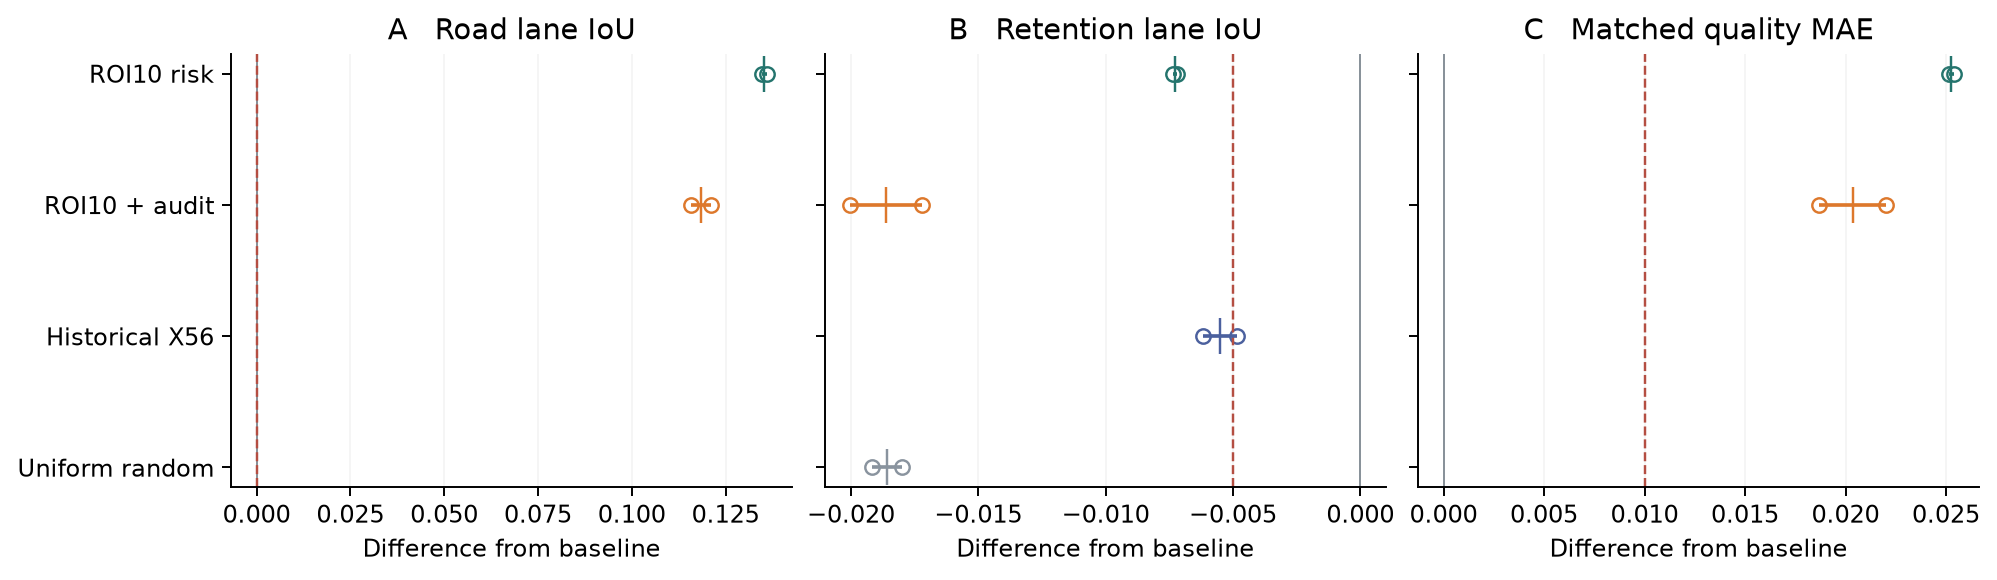 A   Road lane IoU
B   Retention lane IoU
C   Matched quality MAE
ROI10 risk
ROI10 + audit
Historical X56
Uniform random
0.000 0.025 0.050 0.075 0.100 0.125
−0.020 −0.015 −0.010 −0.005 0.000
0.000 0.005 0.010 0.015 0.020 0.025
Difference from baseline
Difference from baseline
Difference from baseline